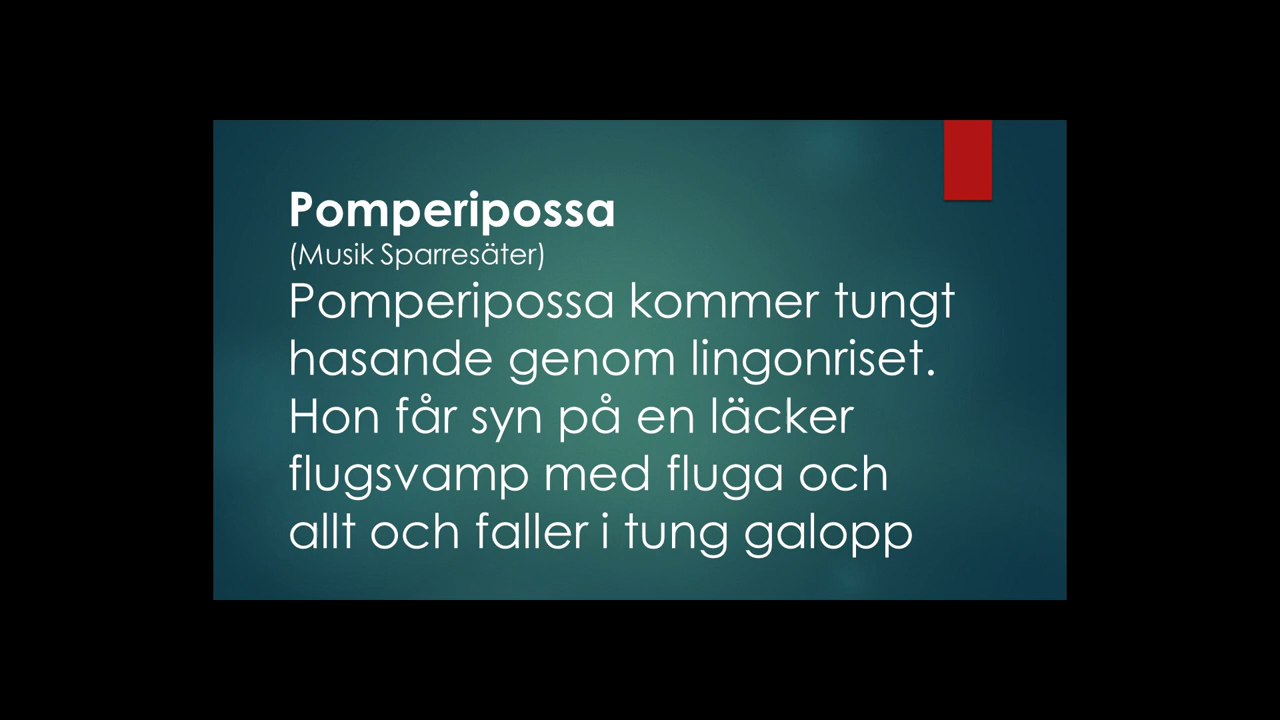 Pomperipossa
(Musik Sparresäter)
Pomperipossa kommer tungt
hasande genom lingonriset.
Hon får syn på en läcker
flugsvamp med fluga och
allt och faller i tung galopp